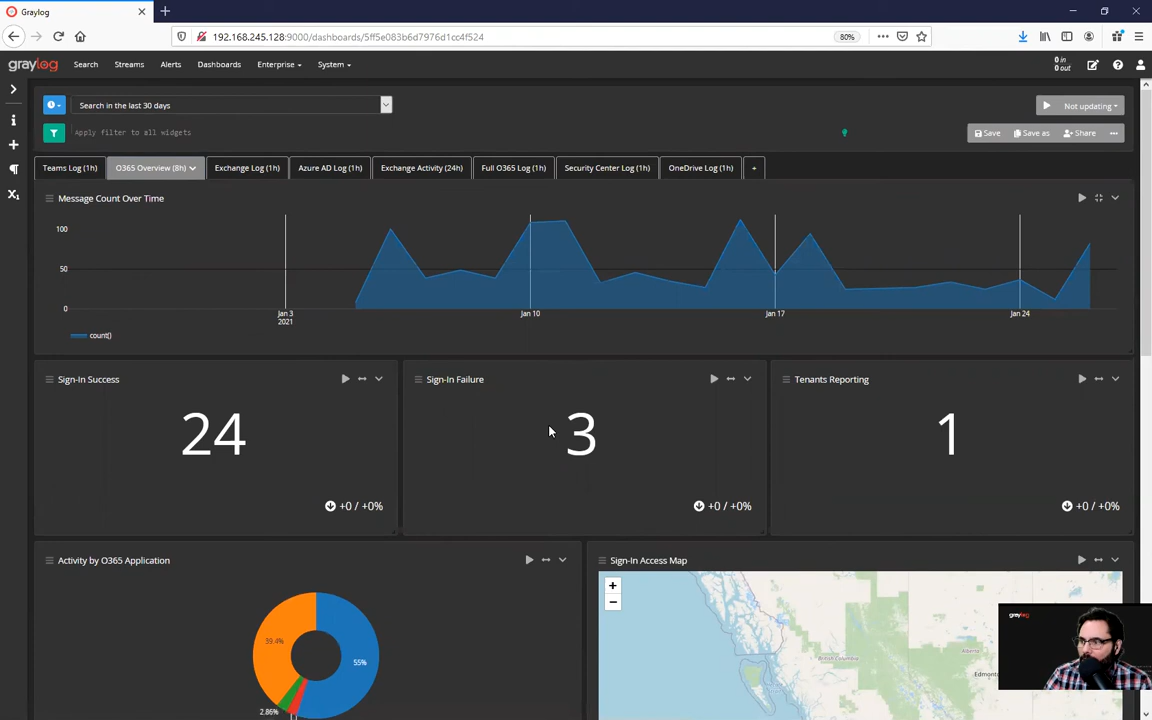 Graylog
192.168.245.128:9000/dashboards/5ff5e083b6d7976d1cc4f524
80%
graylog
Search
Streams
Alerts
Dashboards
Enterprise
System
0 in
0 out
Search in the last 30 days
Not updating
Apply filter to all widgets
Save
Save as
Share
Teams Log (1h)
O365 Overview (8h)
Exchange Log (1h)
Azure AD Log (1h)
Exchange Activity (24h)
Full O365 Log (1h)
Security Center Log (1h)
OneDrive Log (1h)
+
Message Count Over Time
100
50
0
Jan 3
2021
Jan 10
Jan 17
Jan 24
count()
Sign-In Success
Sign-In Failure
Tenants Reporting
24
3
1
+0 / +0%
+0 / +0%
+0 / +0%
Activity by O365 Application
Sign-In Access Map
39.4%
55%
2.86%
+
−
British Columbia
Alberta
graylog